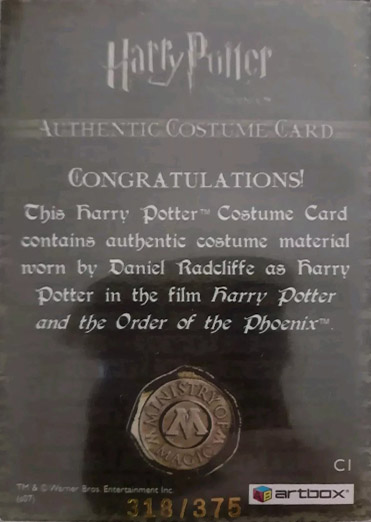 Harry Potter
AUTHENTIC COSTUME CARD
CONGRATULATIONS!
This Harry Potter™ Costume Card
contains authentic costume material
worn by Daniel Radcliffe as Harry
Potter in the film Harry Potter
and the Order of the Phoenix™.
MINISTRY OF
M
MAGIC
C1
TM & © Warner Bros. Entertainment Inc.
(s07)
318/375
artbox®